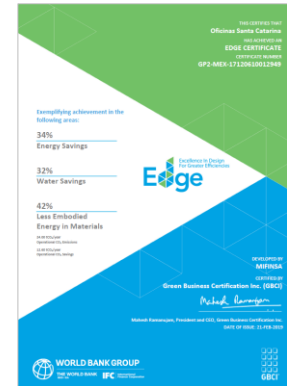 THIS CERTIFIES THAT
Oficinas Santa Catarina
HAS ACHIEVED AN
EDGE CERTIFICATE
CERTIFICATE NUMBER
GP2-MEX-17120610012949
Exemplifying achievement in the
following areas:
34%
Energy Savings
32%
Water Savings
42%
Less Embodied
Energy in Materials
Edge
Excellence in Design
For Greater Efficiencies
DEVELOPED BY
MIFINSA
CERTIFIED BY
Green Business Certification Inc. (GBCI)
Mahesh Ramanujam, President and CEO, Green Business Certification Inc.
DATE OF ISSUE: 21-FEB-2019
WORLD BANK GROUP
THE WORLD BANK
IFC
GBCI